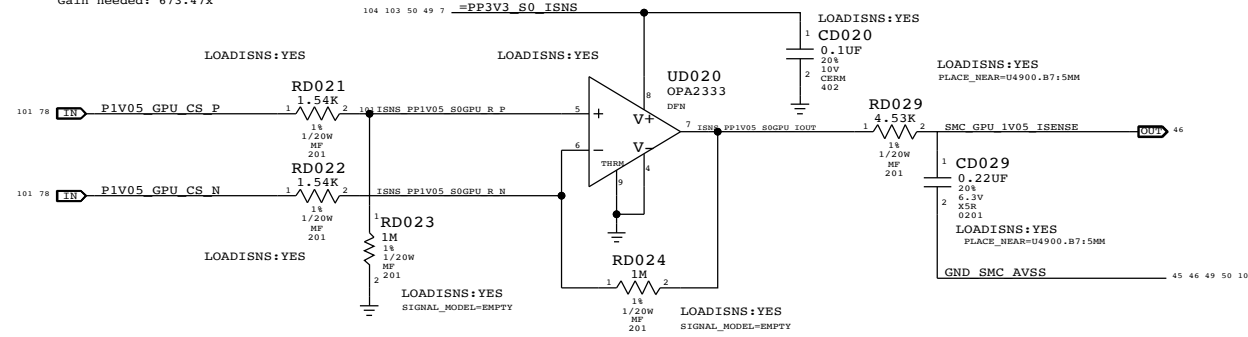 Gain needed: 673.47x
104 103 50 49 7 =PP3V3_S0_ISNS
LOADISNS:YES
LOADISNS:YES
LOADISNS:YES
1
CD020
0.1UF
20%
10V
CERM
402
2
LOADISNS:YES
PLACE_NEAR=U4900.B7:5MM
RD021
1.54K
1 2
1%
1/20W
MF
201
101 78 IN P1V05_GPU_CS_P
ISNS_PP1V05_S0GPU_R_P
5
+
UD020
OPA2333
DFN
8
V+
V-
THRM
9
4
6
-
7 ISNS_PP1V05_S0GPU_IOUT
RD029
4.53K
1 2
1%
1/20W
MF
201
SMC_GPU_1V05_ISENSE
OUT 46
RD022
1.54K
1 2
1%
1/20W
MF
201
101 78 IN P1V05_GPU_CS_N
ISNS_PP1V05_S0GPU_R_N
1
CD029
0.22UF
20%
6.3V
X5R
0201
2
LOADISNS:YES
PLACE_NEAR=U4900.B7:5MM
1
RD023
1M
1%
1/20W
MF
201
2
LOADISNS:YES
LOADISNS:YES
SIGNAL_MODEL=EMPTY
RD024
1M
1 2
1%
1/20W
MF
201
LOADISNS:YES
SIGNAL_MODEL=EMPTY
GND_SMC_AVSS
45 46 49 50 10